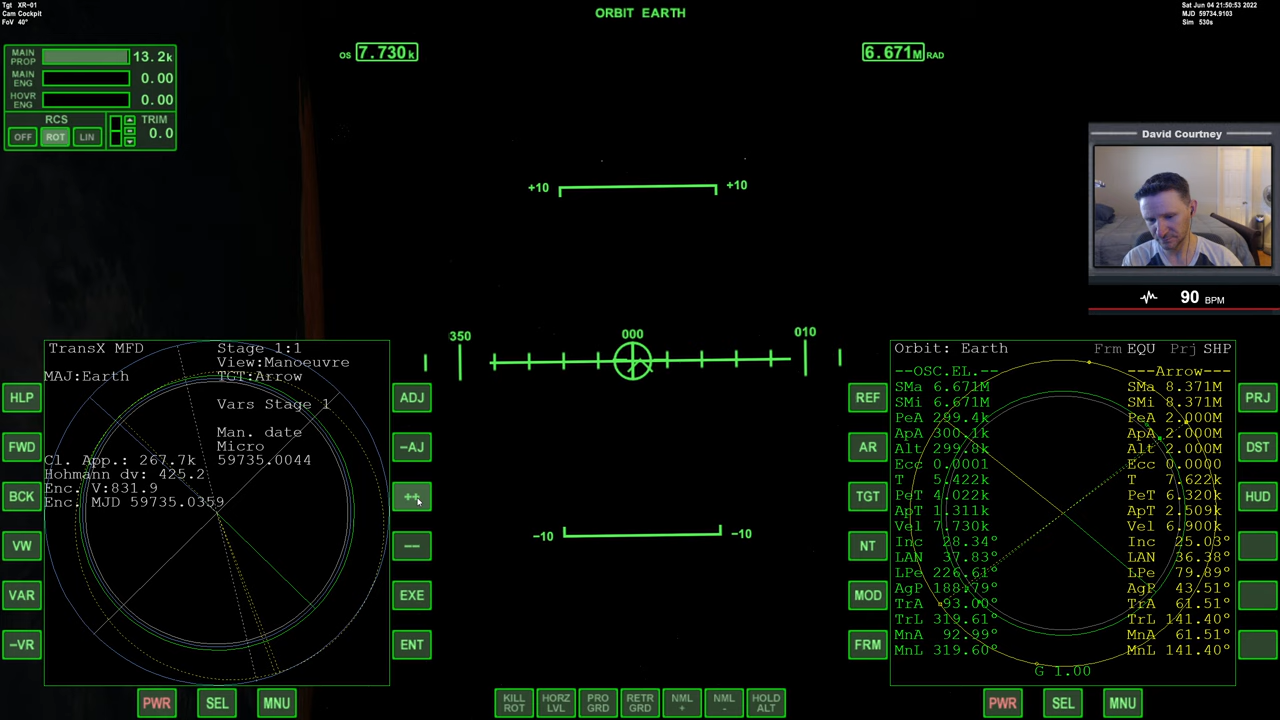 Tgt XR-01
Cam Cockpit
FoV 40°
ORBIT EARTH
Sat Jun 04 21:50:53 2022
MJD 59734.9103
Sim 530s
MAIN PROP 13.2k
MAIN ENG 0.00
HOVR ENG 0.00
RCS TRIM
OFF ROT LIN 0.0
OS 7.730k
6.671M RAD
David Courtney
90 BPM
+10 +10
350 000 010
-10 -10
TransX MFD Stage 1:1
View:Manoeuvre
MAJ:Earth TGT:Arrow
Vars Stage 1
Man. date
Micro
Cl. App.: 267.7k 59735.0044
Hohmann dv: 425.2
Enc. V:831.9
Enc. MJD 59735.0359
HLP
FWD
BCK
VW
VAR
-VR
ADJ
-AJ
++
--
EXE
ENT
PWR SEL MNU
KILL ROT
HORZ LVL
PRO GRD
RETR GRD
NML +
NML -
HOLD ALT
REF
AR
TGT
NT
MOD
FRM
Orbit: Earth Frm EQU Prj SHP
--OSC.EL.-- ---Arrow---
SMa 6.671M SMa 8.371M
SMi 6.671M SMi 8.371M
PeA 299.4k PeA 2.000M
ApA 300.1k ApA 2.000M
Alt 299.8k Alt 2.000M
Ecc 0.0001 Ecc 0.0000
T 5.422k T 7.622k
PeT 4.022k PeT 6.320k
ApT 1.311k ApT 2.509k
Vel 7.730k Vel 6.900k
Inc 28.34° Inc 25.03°
LAN 37.83° LAN 36.38°
LPe 226.61° LPe 79.89°
AgP 188.79° AgP 43.51°
TrA 93.00° TrA 61.51°
TrL 319.61° TrL 141.40°
MnA 92.99° MnA 61.51°
MnL 319.60° MnL 141.40°
G 1.00
PRJ
DST
HUD
PWR SEL MNU